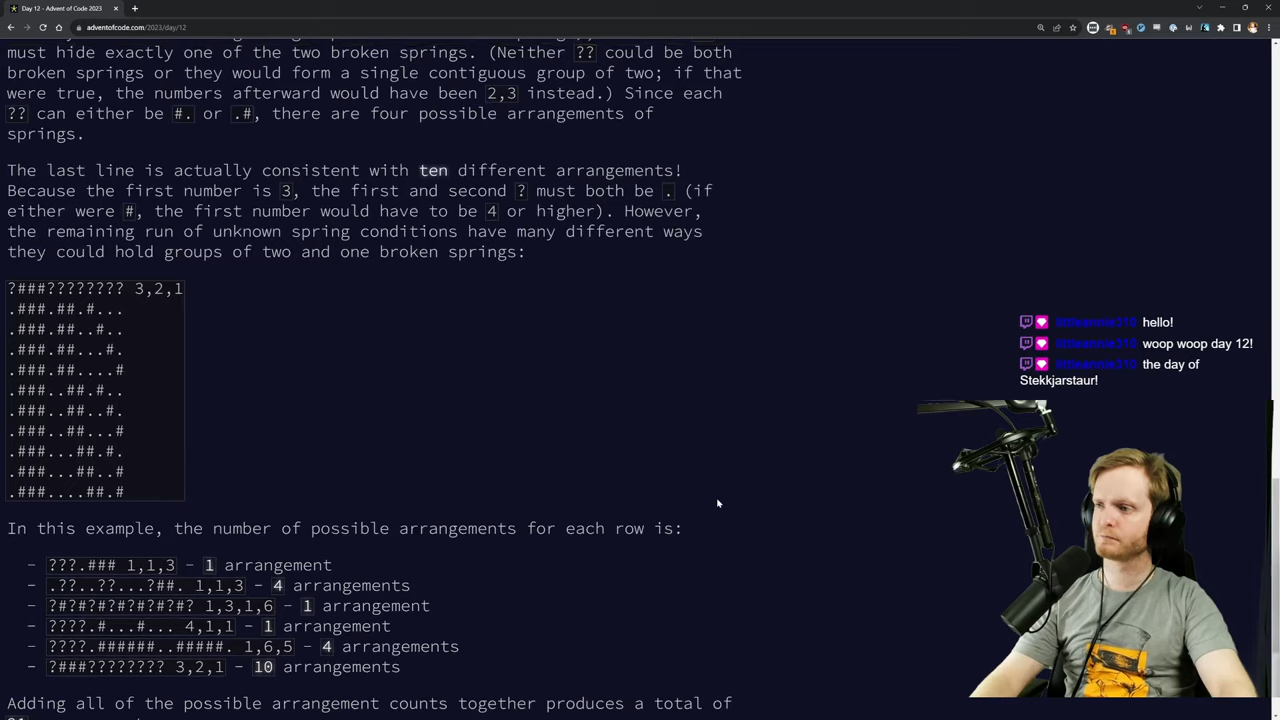 Day 12 - Advent of Code 2023
adventofcode.com/2023/day/12
must hide exactly one of the two broken springs. (Neither ?? could be both
broken springs or they would form a single contiguous group of two; if that
were true, the numbers afterward would have been 2,3 instead.) Since each
?? can either be #. or .#, there are four possible arrangements of
springs.
The last line is actually consistent with ten different arrangements!
Because the first number is 3, the first and second ? must both be . (if
either were #, the first number would have to be 4 or higher). However,
the remaining run of unknown spring conditions have many different ways
they could hold groups of two and one broken springs:
?###???????? 3,2,1
.###.##.#...
.###.##..#..
.###.##...#.
.###.##....#
.###..##.#..
.###..##..#.
.###..##...#
.###...##.#.
.###...##..#
.###....##.#
In this example, the number of possible arrangements for each row is:
- ???.### 1,1,3 - 1 arrangement
- .??..??...?##. 1,1,3 - 4 arrangements
- ?#?#?#?#?#?#?#? 1,3,1,6 - 1 arrangement
- ????.#...#... 4,1,1 - 1 arrangement
- ????.######..#####. 1,6,5 - 4 arrangements
- ?###???????? 3,2,1 - 10 arrangements
Adding all of the possible arrangement counts together produces a total of
littleannie310 hello!
littleannie310 woop woop day 12!
littleannie310 the day of
Stekkjarstaur!